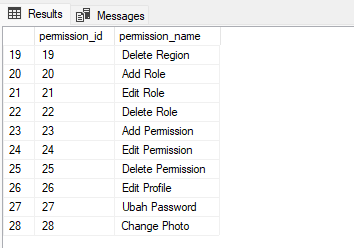 Results Messages
permission_id permission_name
19 19 Delete Region
20 20 Add Role
21 21 Edit Role
22 22 Delete Role
23 23 Add Permission
24 24 Edit Permission
25 25 Delete Permission
26 26 Edit Profile
27 27 Ubah Password
28 28 Change Photo